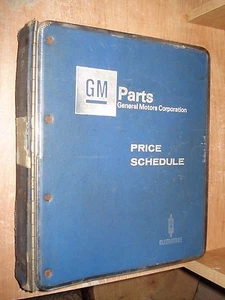 GM
Parts
General Motors Corporation
PRICE
SCHEDULE